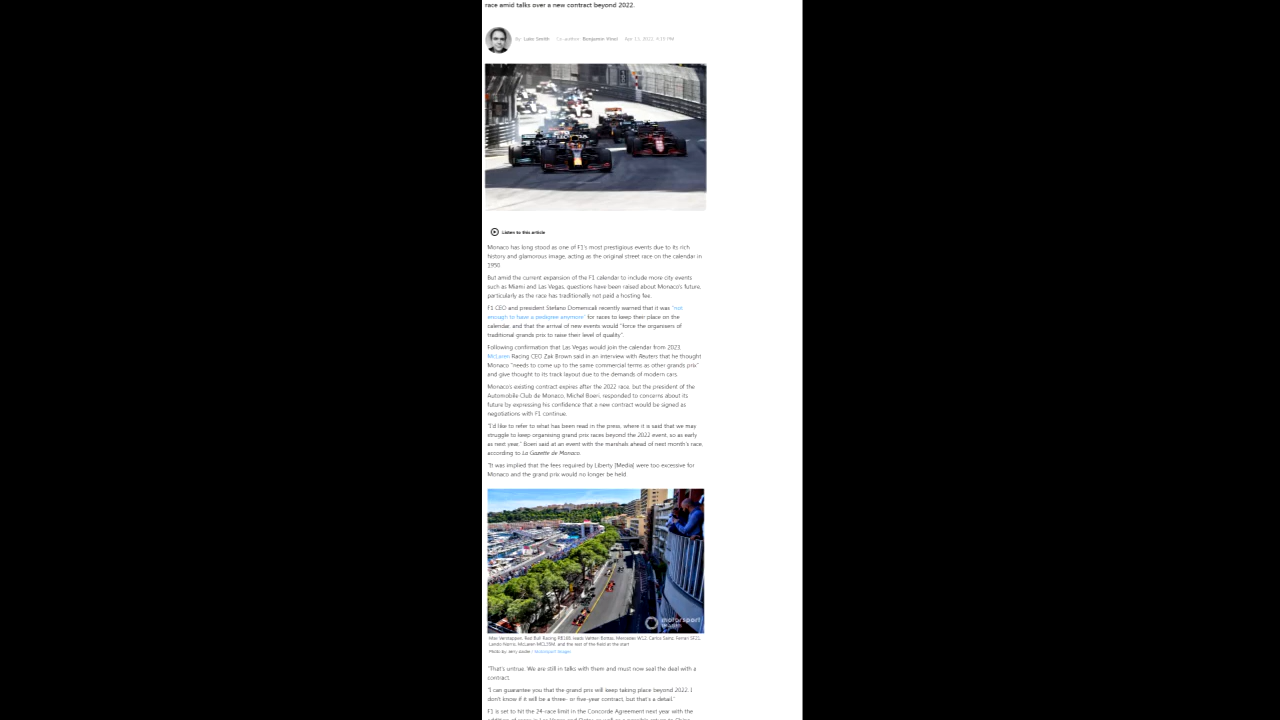 race amid talks over a new contract beyond 2022.
By Luke Smith Co-author Benjamin Vinel Apr 13, 2022, 4:19 PM
Listen to this article
Monaco has long stood as one of F1's most prestigious events due to its rich
history and glamorous image, acting as the original street race on the calendar in
1950.
But amid the current expansion of the F1 calendar to include more city events
such as Miami and Las Vegas, questions have been raised about Monaco's future,
particularly as the race has traditionally not paid a hosting fee.
F1 CEO and president Stefano Domenicali recently warned that it was "not
enough to have a pedigree anymore" for races to keep their place on the
calendar, and that the arrival of new events would "force the organisers of
traditional grands prix to raise their level of quality".
Following confirmation that Las Vegas would join the calendar from 2023,
McLaren Racing CEO Zak Brown said in an interview with Reuters that he thought
Monaco "needs to come up to the same commercial terms as other grands prix"
and give thought to its track layout due to the demands of modern cars.
Monaco's existing contract expires after the 2022 race, but the president of the
Automobile Club de Monaco, Michel Boeri, responded to concerns about its
future by expressing his confidence that a new contract would be signed as
negotiations with F1 continue.
"I'd like to refer to what has been read in the press, where it is said that we may
struggle to keep organising grand prix races beyond the 2022 event, so as early
as next year," Boeri said at an event with the marshals ahead of next month's race,
according to La Gazette de Monaco.
"It was implied that the fees required by Liberty [Media] were too excessive for
Monaco and the grand prix would no longer be held.
motorsport
IMAGES
Max Verstappen, Red Bull Racing RB16B, leads Valtteri Bottas, Mercedes W12, Carlos Sainz, Ferrari SF21,
Lando Norris, McLaren MCL35M, and the rest of the field at the start
Photo by: Jerry Andre / Motorsport Images
"That's untrue. We are still in talks with them and must now seal the deal with a
contract.
"I can guarantee you that the grand prix will keep taking place beyond 2022. I
don't know if it will be a three- or five-year contract, but that's a detail."
F1 is set to hit the 24-race limit in the Concorde Agreement next year with the